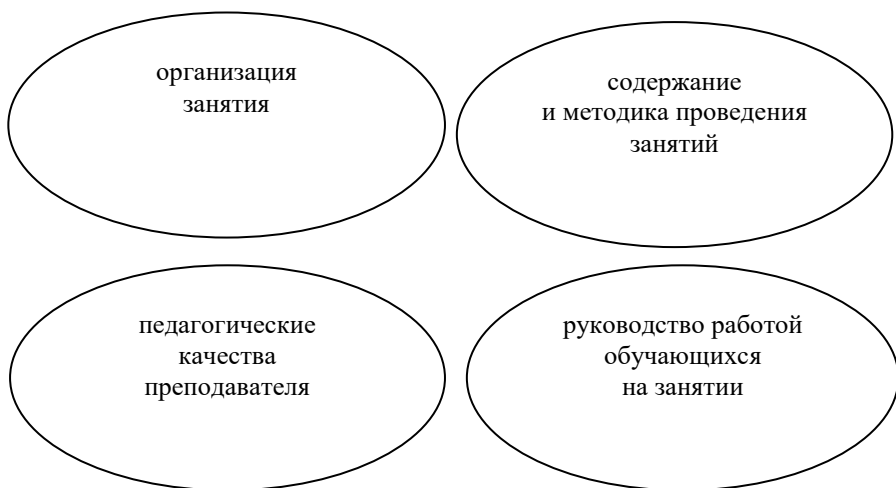 организация
занятия
содержание
и методика проведения
занятий
педагогические
качества
преподавателя
руководство работой
обучающихся
на занятии